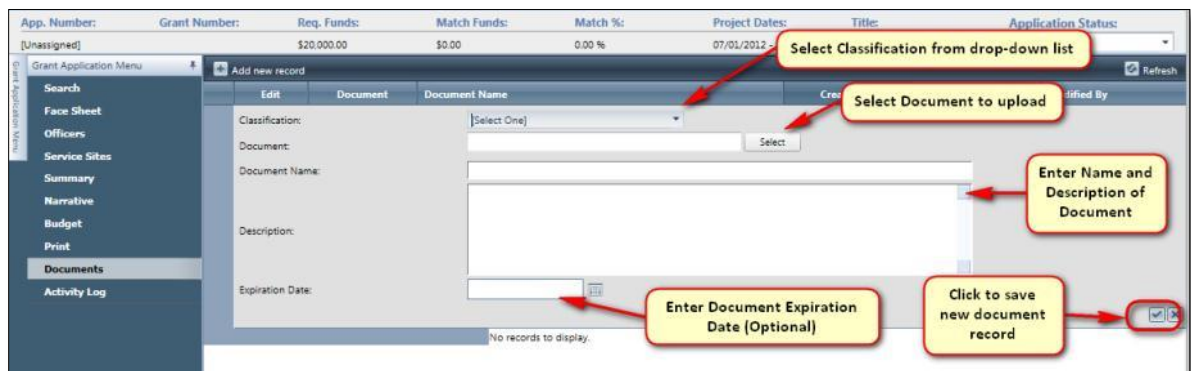 App. Number: Grant Number: Req. Funds: Match Funds: Match %: Project Dates: Title: Application Status:
[Unassigned] $20,000.00 $0.00 0.00 % 07/01/2012 -
Select Classification from drop-down list
Grant Application Menu
Grant Application Menu
Add new record
Refresh
Search
Edit Document Document Name
Select Document to upload
Face Sheet
Classification: [Select One]
Officers
Document: Select
Service Sites
Document Name:
Summary
Enter Name and
Description of
Document
Narrative
Budget
Description:
Print
Documents
Activity Log
Expiration Date:
Enter Document Expiration
Date (Optional)
Click to save
new document
record
No records to display.